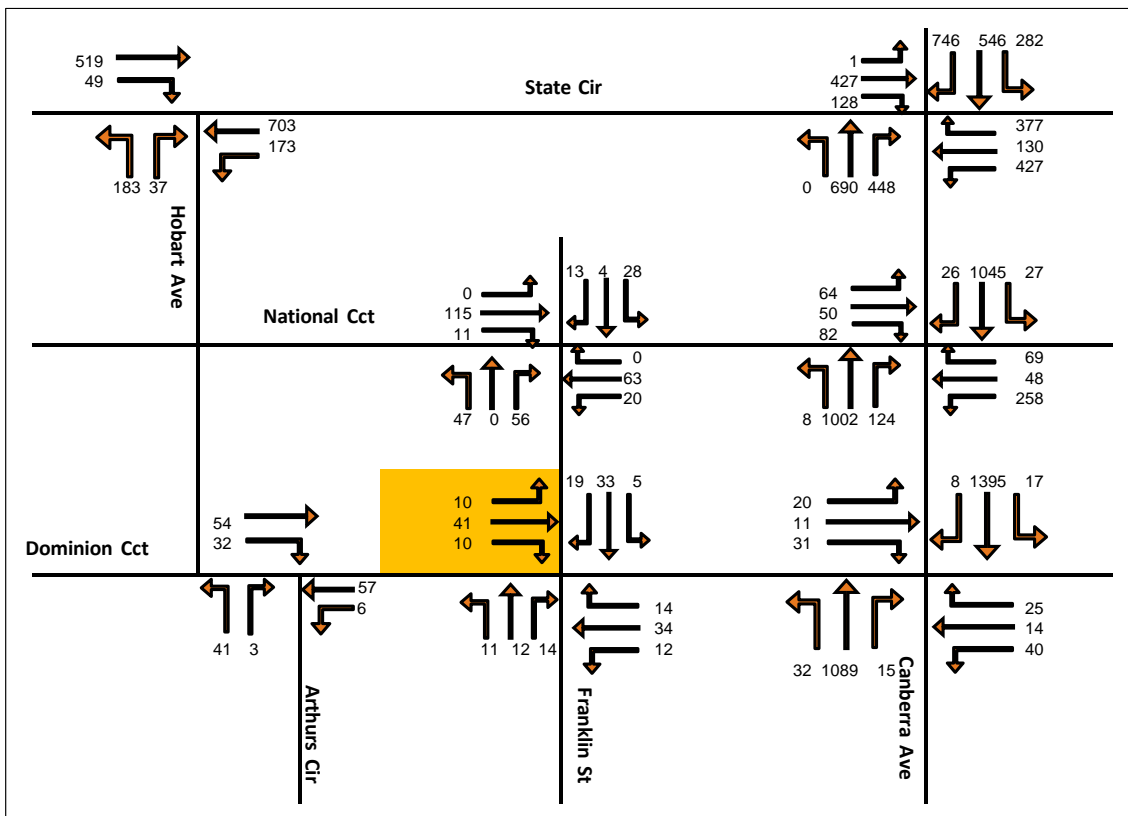 746 546 282
519
1
49
State Cir
427
128
703
377
173
130
427
183 37
0 690 448
Hobart Ave
13 4 28
26 1045 27
0
64
National Cct
115
50
11
82
0
69
63
48
20
258
47 0 56
8 1002 124
19 33 5
8 1395 17
10
20
54
41
11
32
10
31
Dominion Cct
57
14
25
6
34
14
41 3
11 12 14
12
40
32 1089 15
Arthurs Cir
Franklin St
Canberra Ave